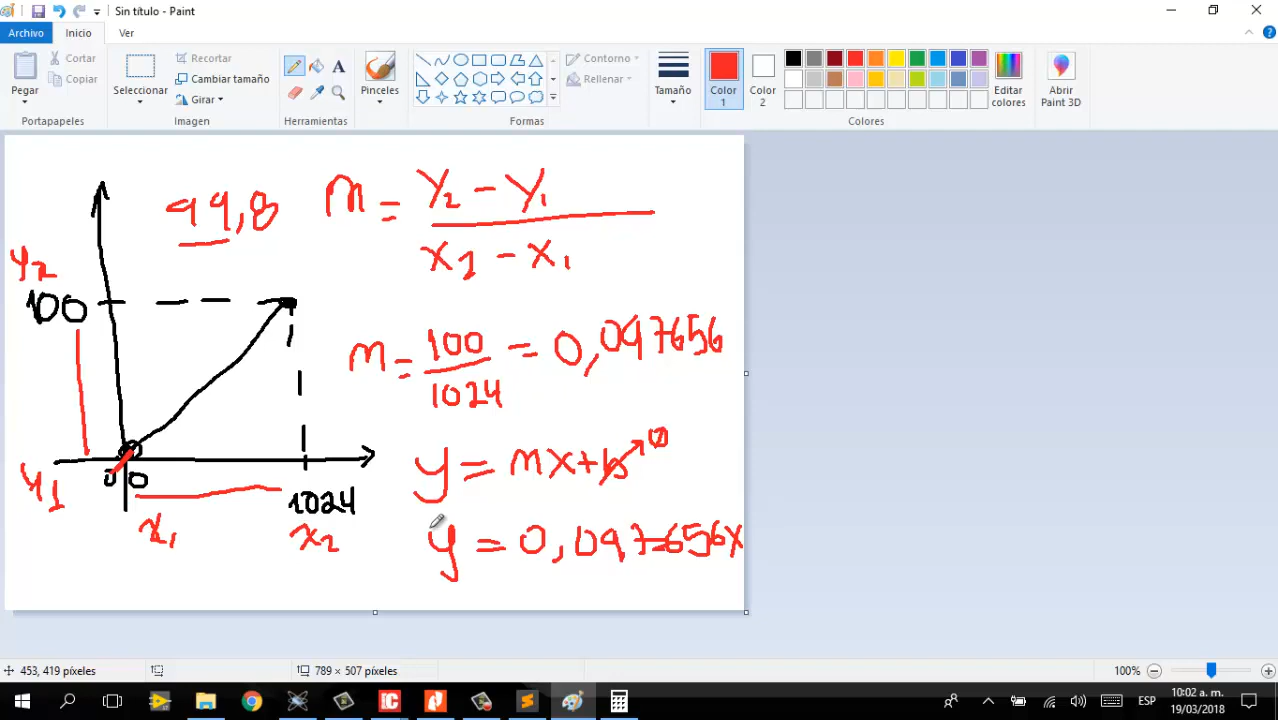 Sin título - Paint
Archivo Inicio Ver
Pegar
Cortar
Copiar
Portapapeles
Seleccionar
Recortar
Cambiar tamaño
Girar
Imagen
A
Herramientas
Pinceles
Contorno
Rellenar
Formas
Tamaño
Color 1
Color 2
Editar colores
Colores
Abrir Paint 3D
99,8
m = Y2 - Y1
x2 - x1
Y2
100
m = 100 = 0,097656
1024
y = mx+b 0
0 0
Y1
1024
x1 x2
y = 0,097656x
453, 419 píxeles
789 × 507 píxeles
100%
IC
ESP
10:02 a. m.
19/03/2018